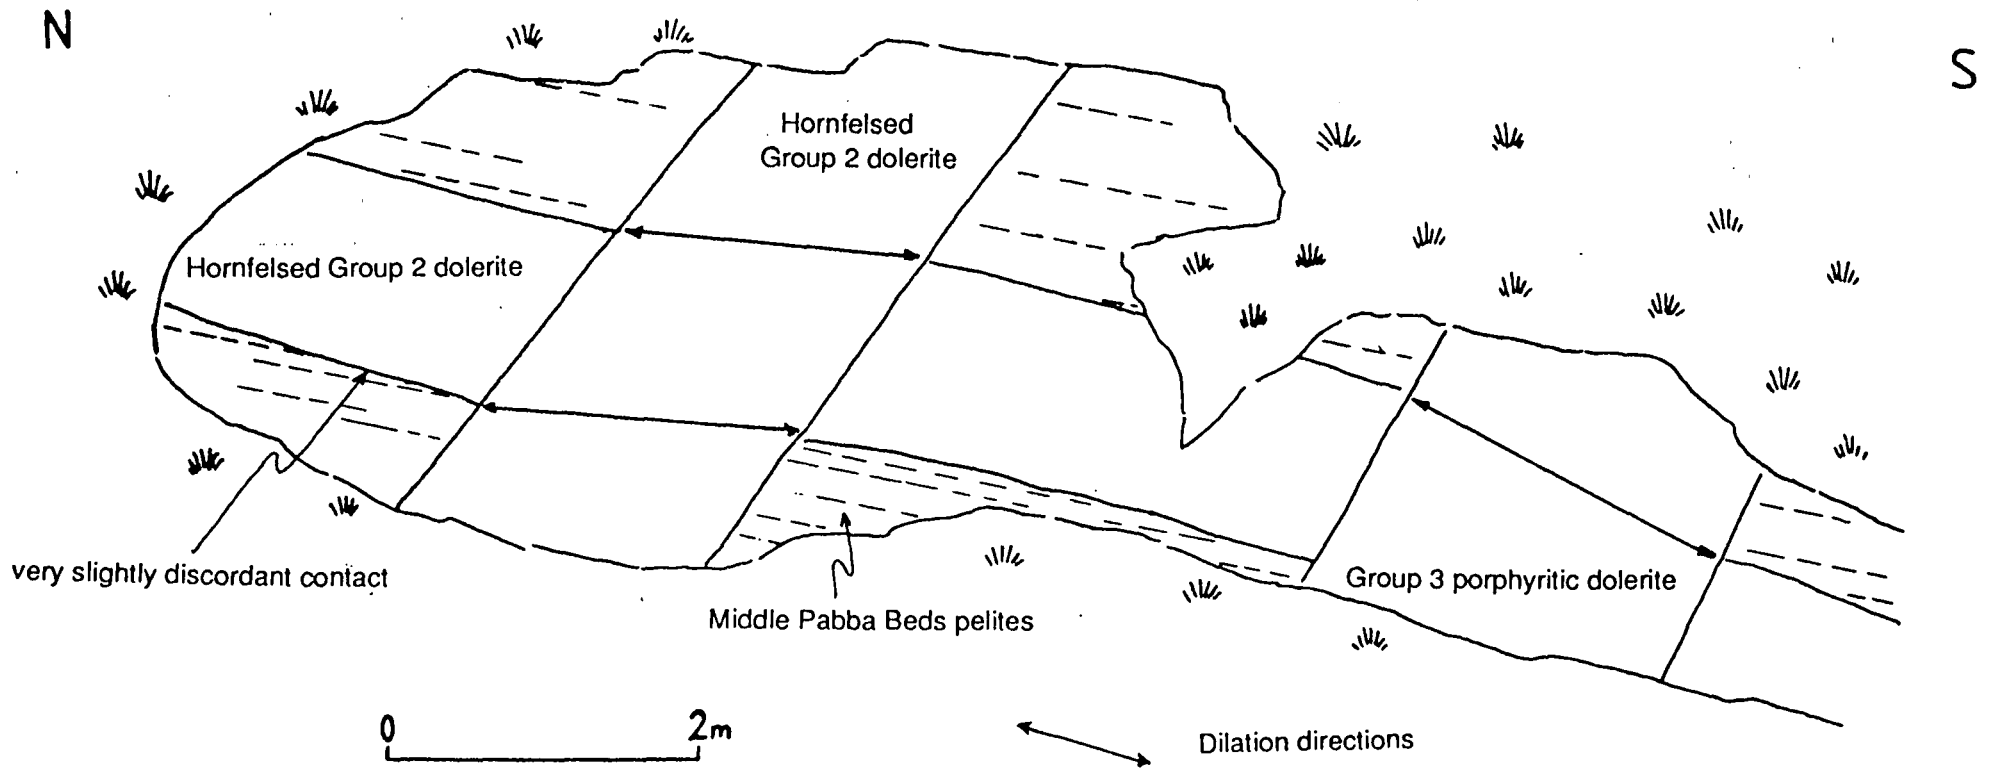 N
S
Hornfelsed
Group 2 dolerite
Hornfelsed Group 2 dolerite
very slightly discordant contact
Middle Pabba Beds pelites
Group 3 porphyritic dolerite
0 2m
Dilation directions